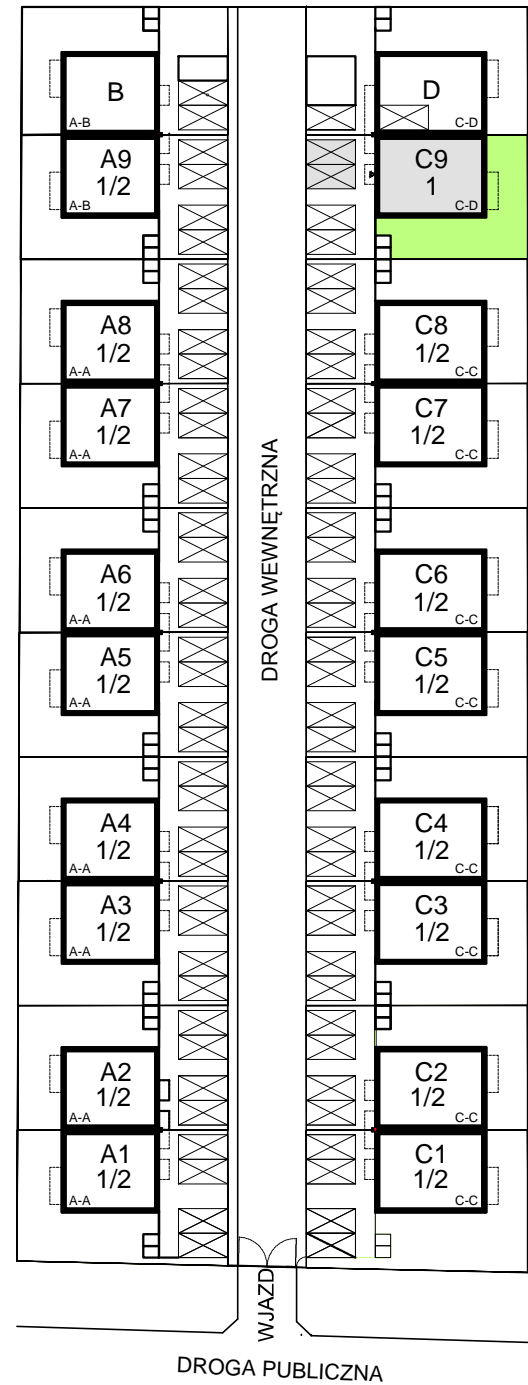 B
A-B
D
C-D
A9
1/2
A-B
C9
1
C-D
A8
1/2
A-A
C8
1/2
C-C
A7
1/2
A-A
C7
1/2
C-C
DROGA WEWNĘTRZNA
A6
1/2
A-A
C6
1/2
C-C
A5
1/2
A-A
C5
1/2
C-C
A4
1/2
A-A
C4
1/2
C-C
A3
1/2
A-A
C3
1/2
C-C
A2
1/2
A-A
C2
1/2
C-C
A1
1/2
A-A
C1
1/2
C-C
WJAZD
DROGA PUBLICZNA